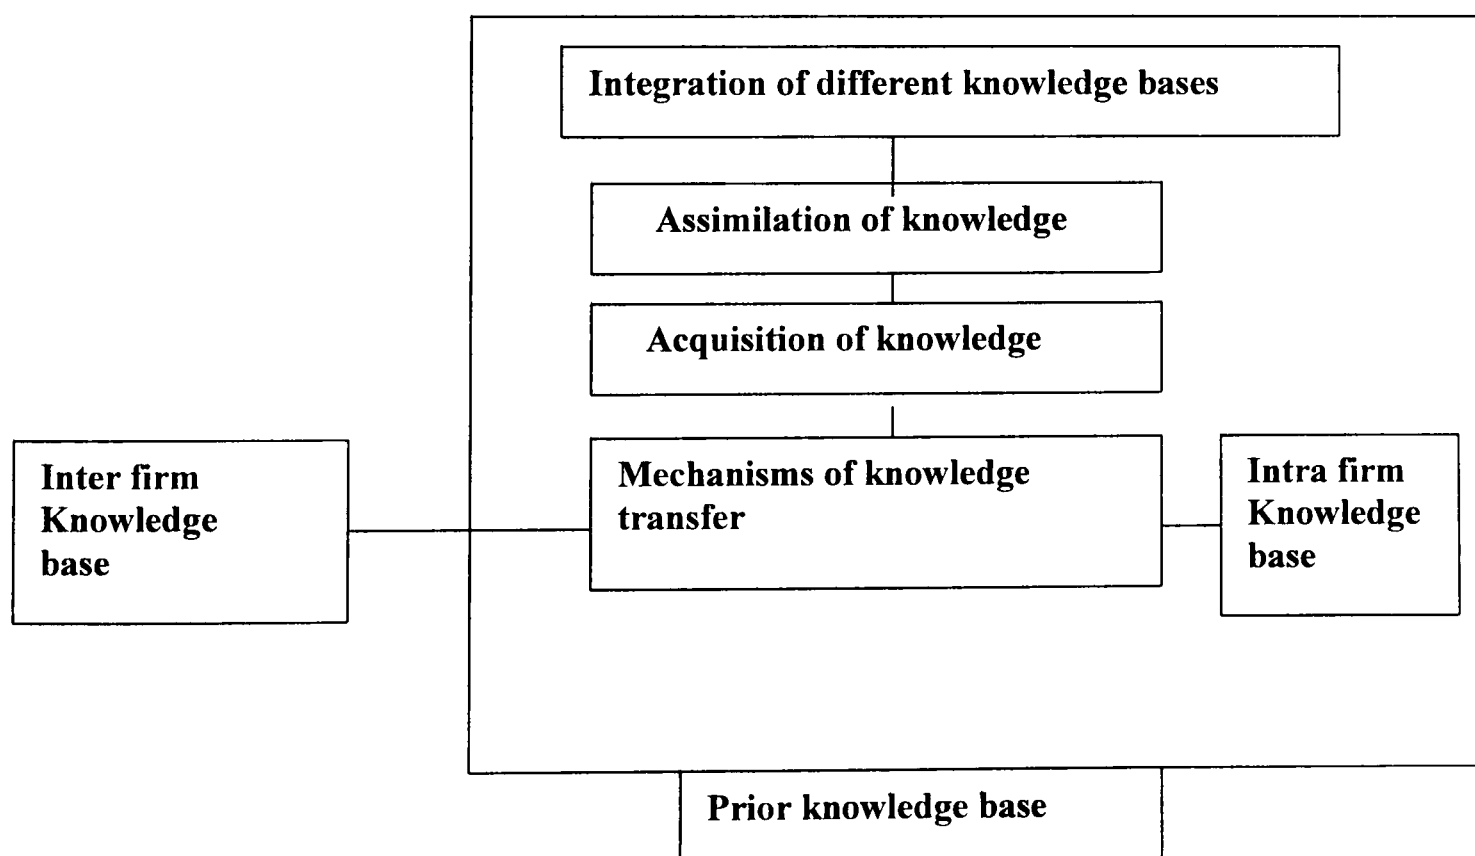 Integration of different knowledge bases
Assimilation of knowledge
Acquisition of knowledge
Inter firm
Knowledge
base
Mechanisms of knowledge
transfer
Intra firm
Knowledge
base
Prior knowledge base